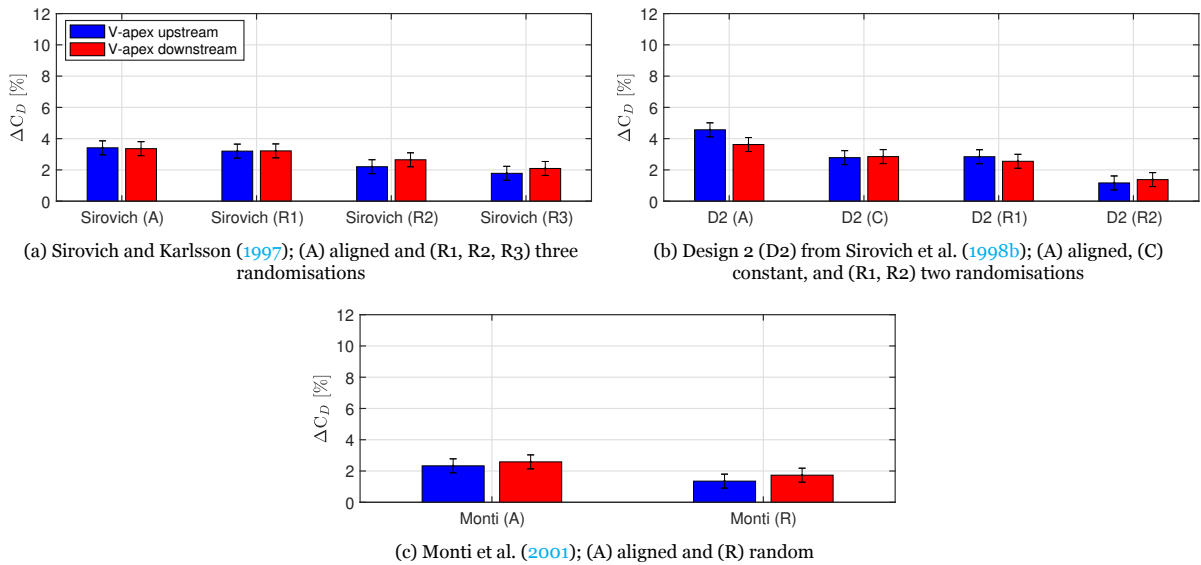 12
10
8
6
4
2
0
ΔC_D [%]
V-apex upstream
V-apex downstream
Sirovich (A)
Sirovich (R1)
Sirovich (R2)
Sirovich (R3)
(a) Sirovich and Karlsson (1997); (A) aligned and (R1, R2, R3) three
randomisations
12
10
8
6
4
2
0
ΔC_D [%]
D2 (A)
D2 (C)
D2 (R1)
D2 (R2)
(b) Design 2 (D2) from Sirovich et al. (1998b); (A) aligned, (C)
constant, and (R1, R2) two randomisations
12
10
8
6
4
2
0
ΔC_D [%]
Monti (A)
Monti (R)
(c) Monti et al. (2001); (A) aligned and (R) random